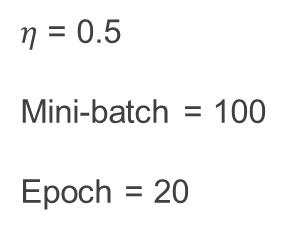 η = 0.5
Mini-batch = 100
Epoch = 20